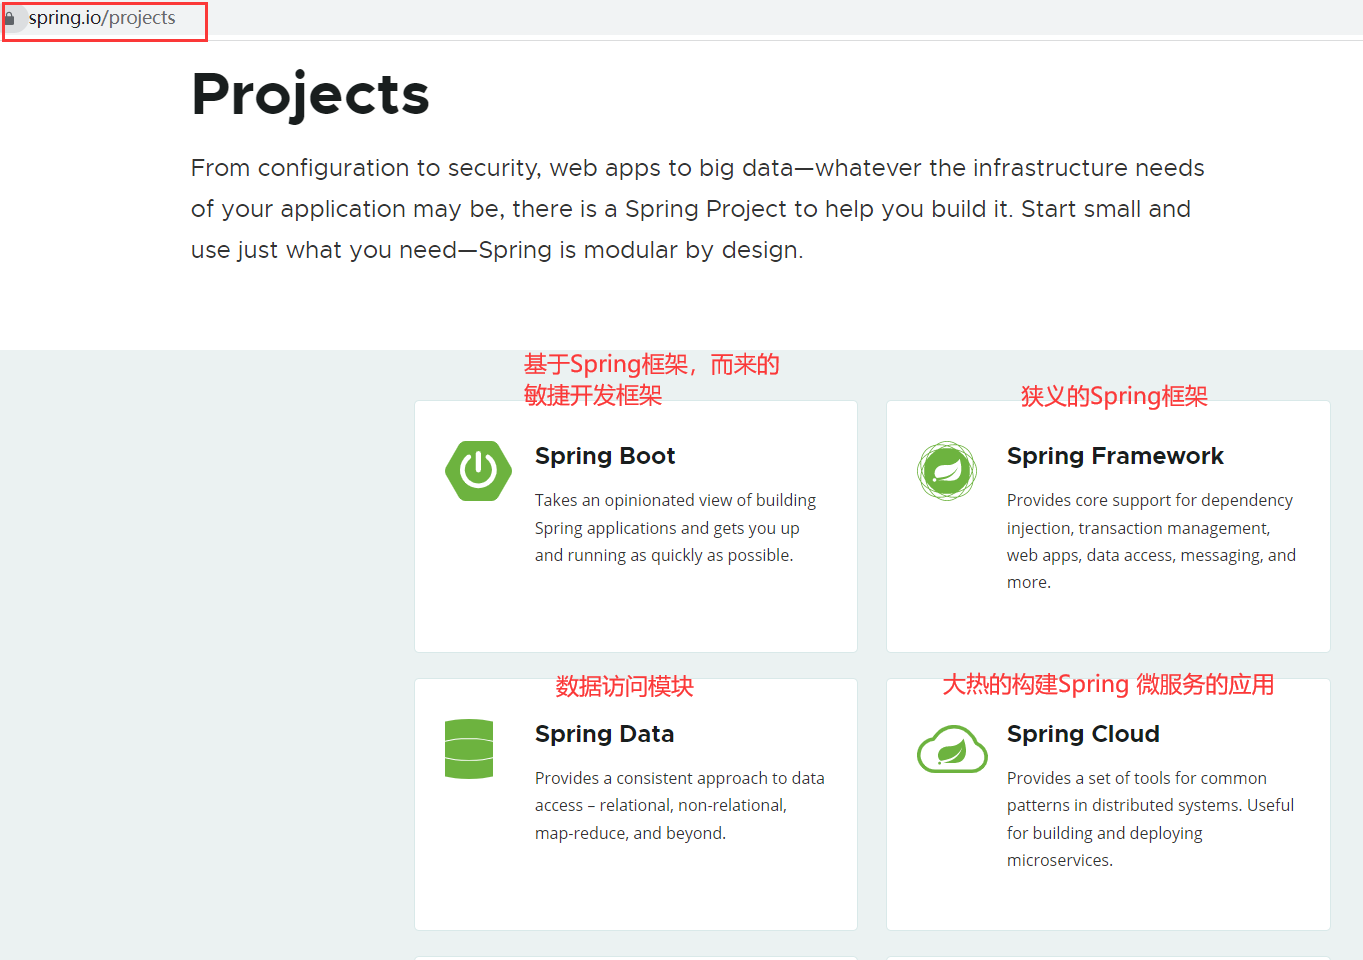 spring.io/projects
Projects
From configuration to security, web apps to big data—whatever the infrastructure needs
of your application may be, there is a Spring Project to help you build it. Start small and
use just what you need—Spring is modular by design.
基于Spring框架，而来的
敏捷开发框架
Spring Boot
Takes an opinionated view of building
Spring applications and gets you up
and running as quickly as possible.
狭义的Spring框架
Spring Framework
Provides core support for dependency
injection, transaction management,
web apps, data access, messaging, and
more.
数据访问模块
Spring Data
Provides a consistent approach to data
access – relational, non-relational,
map-reduce, and beyond.
大热的构建Spring 微服务的应用
Spring Cloud
Provides a set of tools for common
patterns in distributed systems. Useful
for building and deploying
microservices.